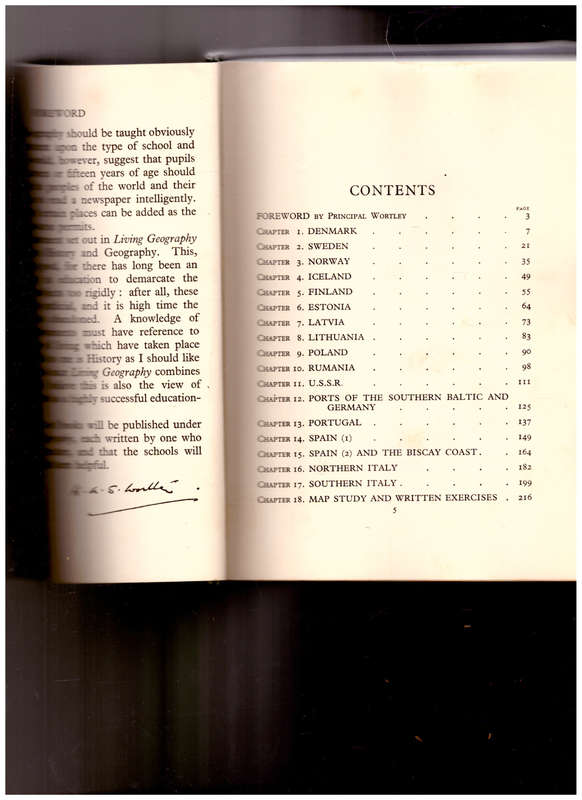 FOREWORD
should be taught obviously
upon the type of school and
however, suggest that pupils
or fifteen years of age should
peoples of the world and their
read a newspaper intelligently.
places can be added as the
permits.
set out in Living Geography
and Geography. This,
for there has long been an
education to demarcate the
too rigidly : after all, these
and it is high time the
A knowledge of
must have reference to
which have taken place
is History as I should like
Living Geography combines
this is also the view of
highly successful education-
will be published under
each written by one who
and that the schools will
helpful.
CONTENTS
PAGE
FOREWORD BY PRINCIPAL WORTLEY . . . . 3
CHAPTER 1. DENMARK . . . . . . 7
CHAPTER 2. SWEDEN . . . . . . 21
CHAPTER 3. NORWAY . . . . . . 35
CHAPTER 4. ICELAND . . . . . . 49
CHAPTER 5. FINLAND . . . . . . 55
CHAPTER 6. ESTONIA . . . . . . 64
CHAPTER 7. LATVIA . . . . . . 73
CHAPTER 8. LITHUANIA . . . . . . 83
CHAPTER 9. POLAND . . . . . . 90
CHAPTER 10. RUMANIA . . . . . . 98
CHAPTER 11. U.S.S.R. . . . . . . 111
CHAPTER 12. PORTS OF THE SOUTHERN BALTIC AND
GERMANY . . . . . 125
CHAPTER 13. PORTUGAL . . . . . . 137
CHAPTER 14. SPAIN (1) . . . . . . 149
CHAPTER 15. SPAIN (2) AND THE BISCAY COAST . . . 164
CHAPTER 16. NORTHERN ITALY . . . . 182
CHAPTER 17. SOUTHERN ITALY . . . . . 199
CHAPTER 18. MAP STUDY AND WRITTEN EXERCISES . 216
5